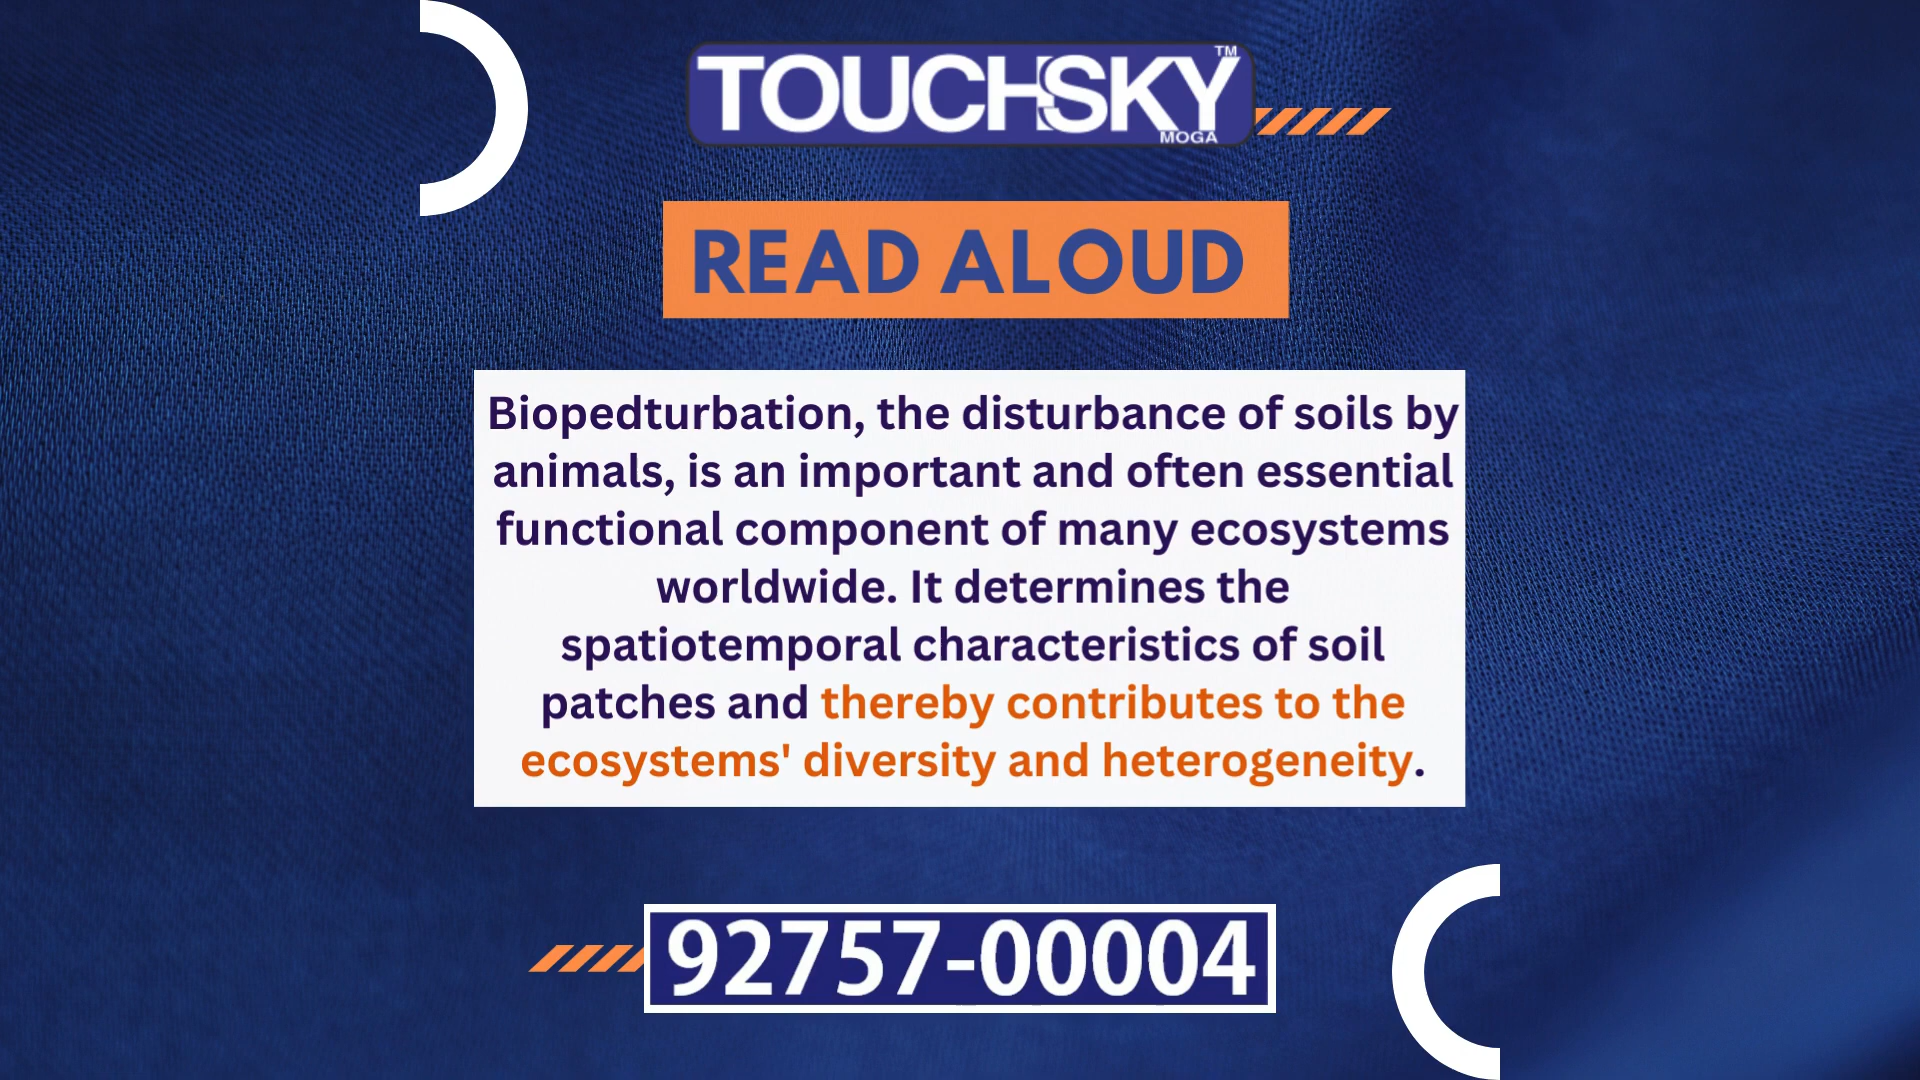 TOUCHSKY™
MOGA
READ ALOUD
Biopedturbation, the disturbance of soils by
animals, is an important and often essential
functional component of many ecosystems
worldwide. It determines the
spatiotemporal characteristics of soil
patches and thereby contributes to the
ecosystems' diversity and heterogeneity.
92757-00004